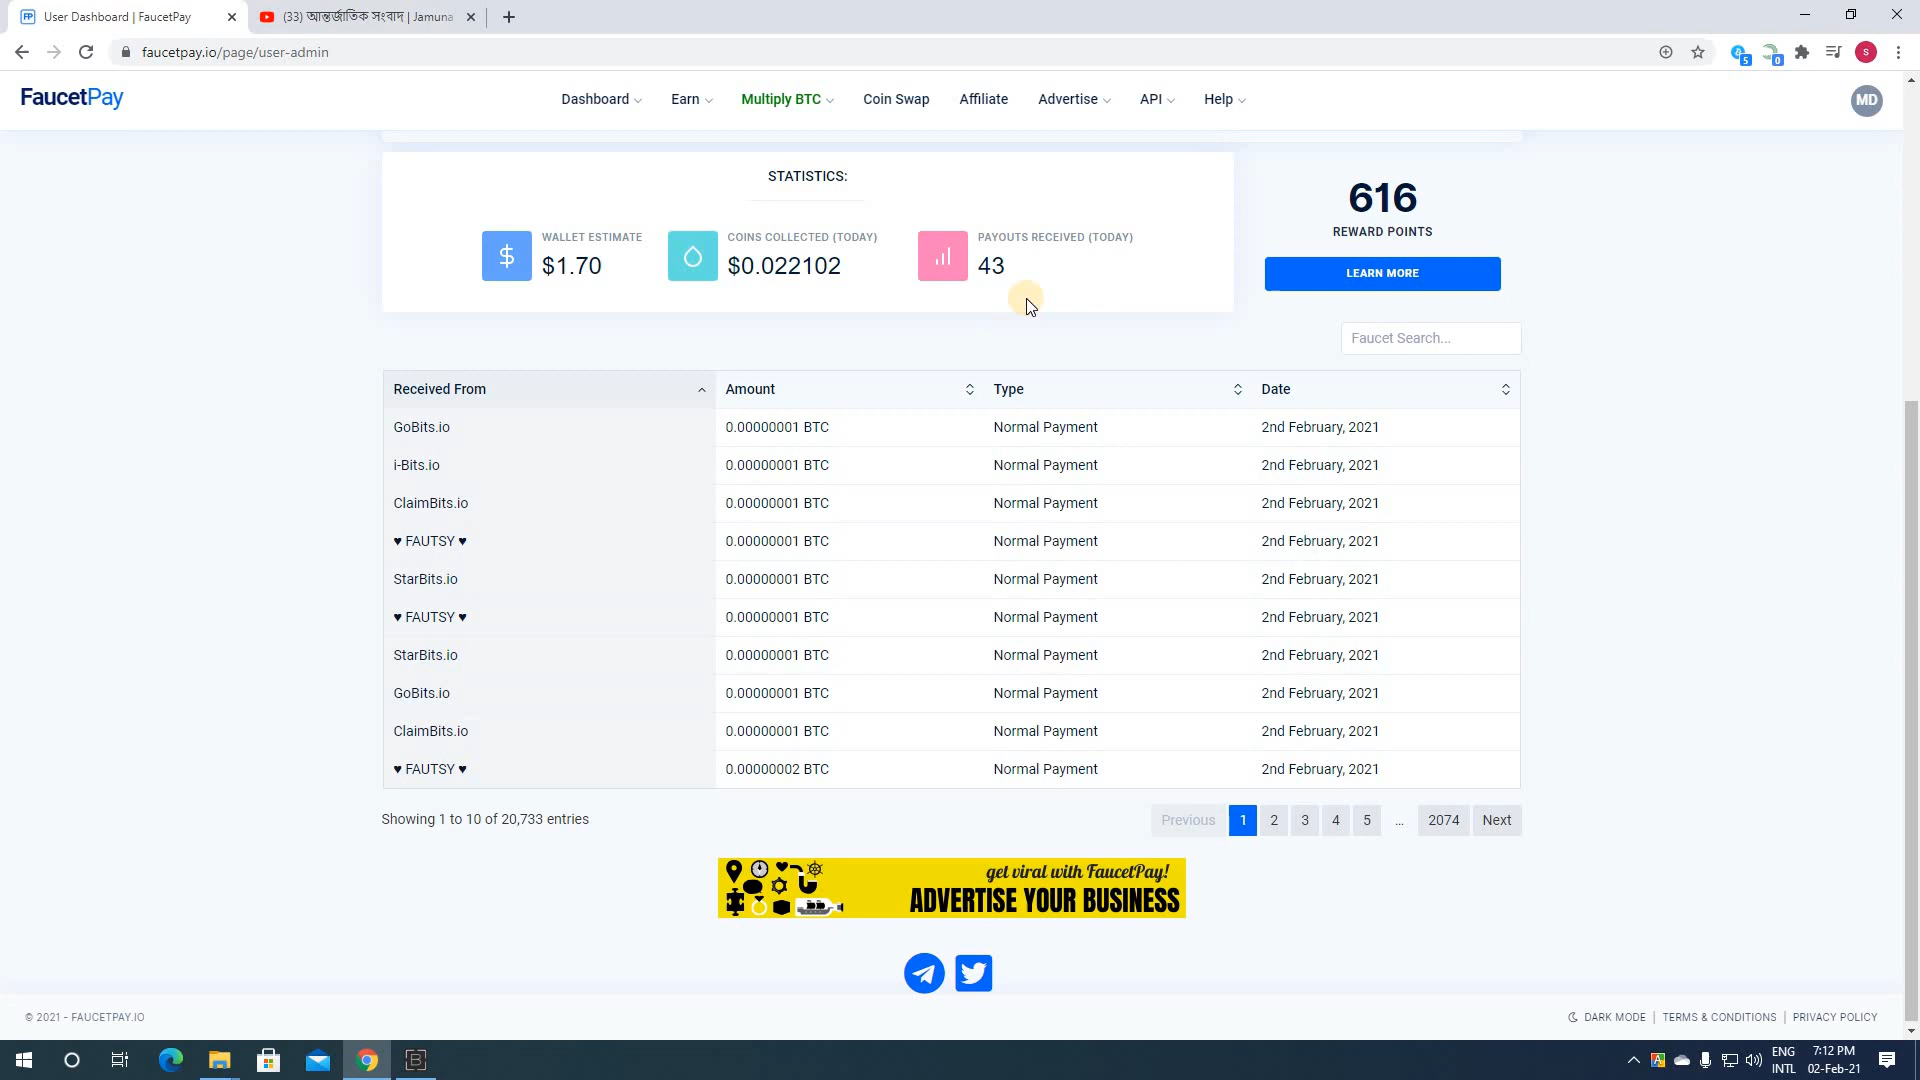 User Dashboard | FaucetPay
(33) আন্তর্জাতিক সংবাদ | Jamuna
faucetpay.io/page/user-admin
5
0
S
FaucetPay
Dashboard
Earn
Multiply BTC
Coin Swap
Affiliate
Advertise
API
Help
MD
STATISTICS:
WALLET ESTIMATE
$1.70
COINS COLLECTED (TODAY)
$0.022102
PAYOUTS RECEIVED (TODAY)
43
616
REWARD POINTS
LEARN MORE
Faucet Search...
Received From Amount Type Date
GoBits.io 0.00000001 BTC Normal Payment 2nd February, 2021
i-Bits.io 0.00000001 BTC Normal Payment 2nd February, 2021
ClaimBits.io 0.00000001 BTC Normal Payment 2nd February, 2021
♥ FAUTSY ♥ 0.00000001 BTC Normal Payment 2nd February, 2021
StarBits.io 0.00000001 BTC Normal Payment 2nd February, 2021
♥ FAUTSY ♥ 0.00000001 BTC Normal Payment 2nd February, 2021
StarBits.io 0.00000001 BTC Normal Payment 2nd February, 2021
GoBits.io 0.00000001 BTC Normal Payment 2nd February, 2021
ClaimBits.io 0.00000001 BTC Normal Payment 2nd February, 2021
♥ FAUTSY ♥ 0.00000002 BTC Normal Payment 2nd February, 2021
Showing 1 to 10 of 20,733 entries
Previous 1 2 3 4 5 ... 2074 Next
get viral with FaucetPay!
ADVERTISE YOUR BUSINESS
© 2021 - FAUCETPAY.IO
DARK MODE | TERMS & CONDITIONS | PRIVACY POLICY
ENG
INTL
7:12 PM
02-Feb-21